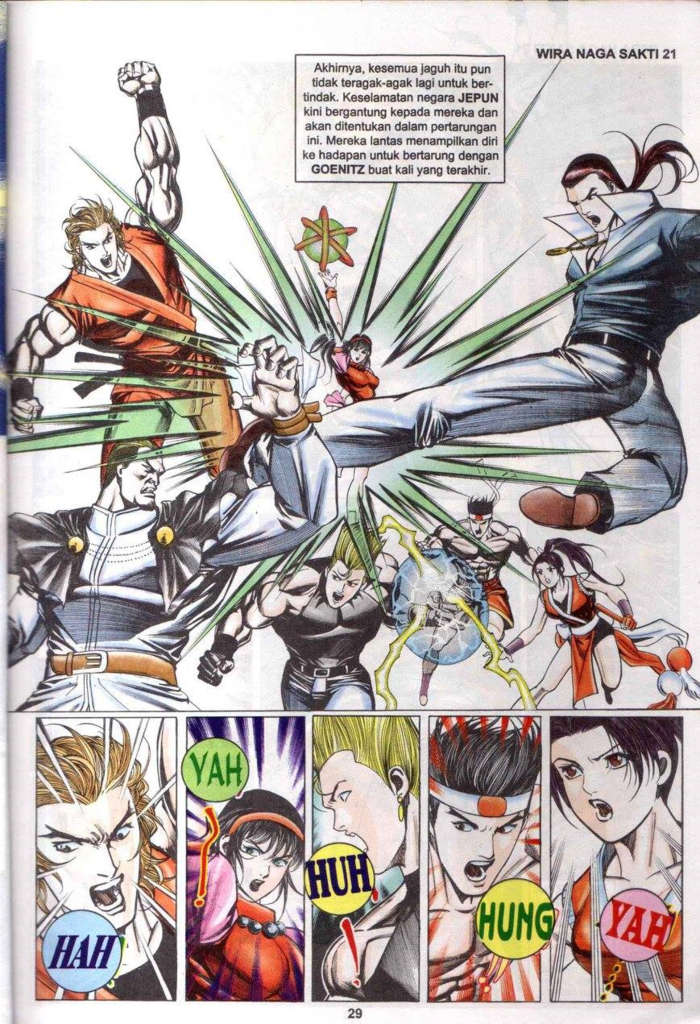 WIRA NAGA SAKTI 21
Akhirnya, kesemua jaguh itu pun
tidak teragak-agak lagi untuk ber-
tindak. Keselamatan negara JEPUN
kini bergantung kepada mereka dan
akan ditentukan dalam pertarungan
ini. Mereka lantas menampilkan diri
ke hadapan untuk bertarung dengan
GOENITZ buat kali yang terakhir.
HAH
YAH
!
HUH
!
HUNG
YAH
29